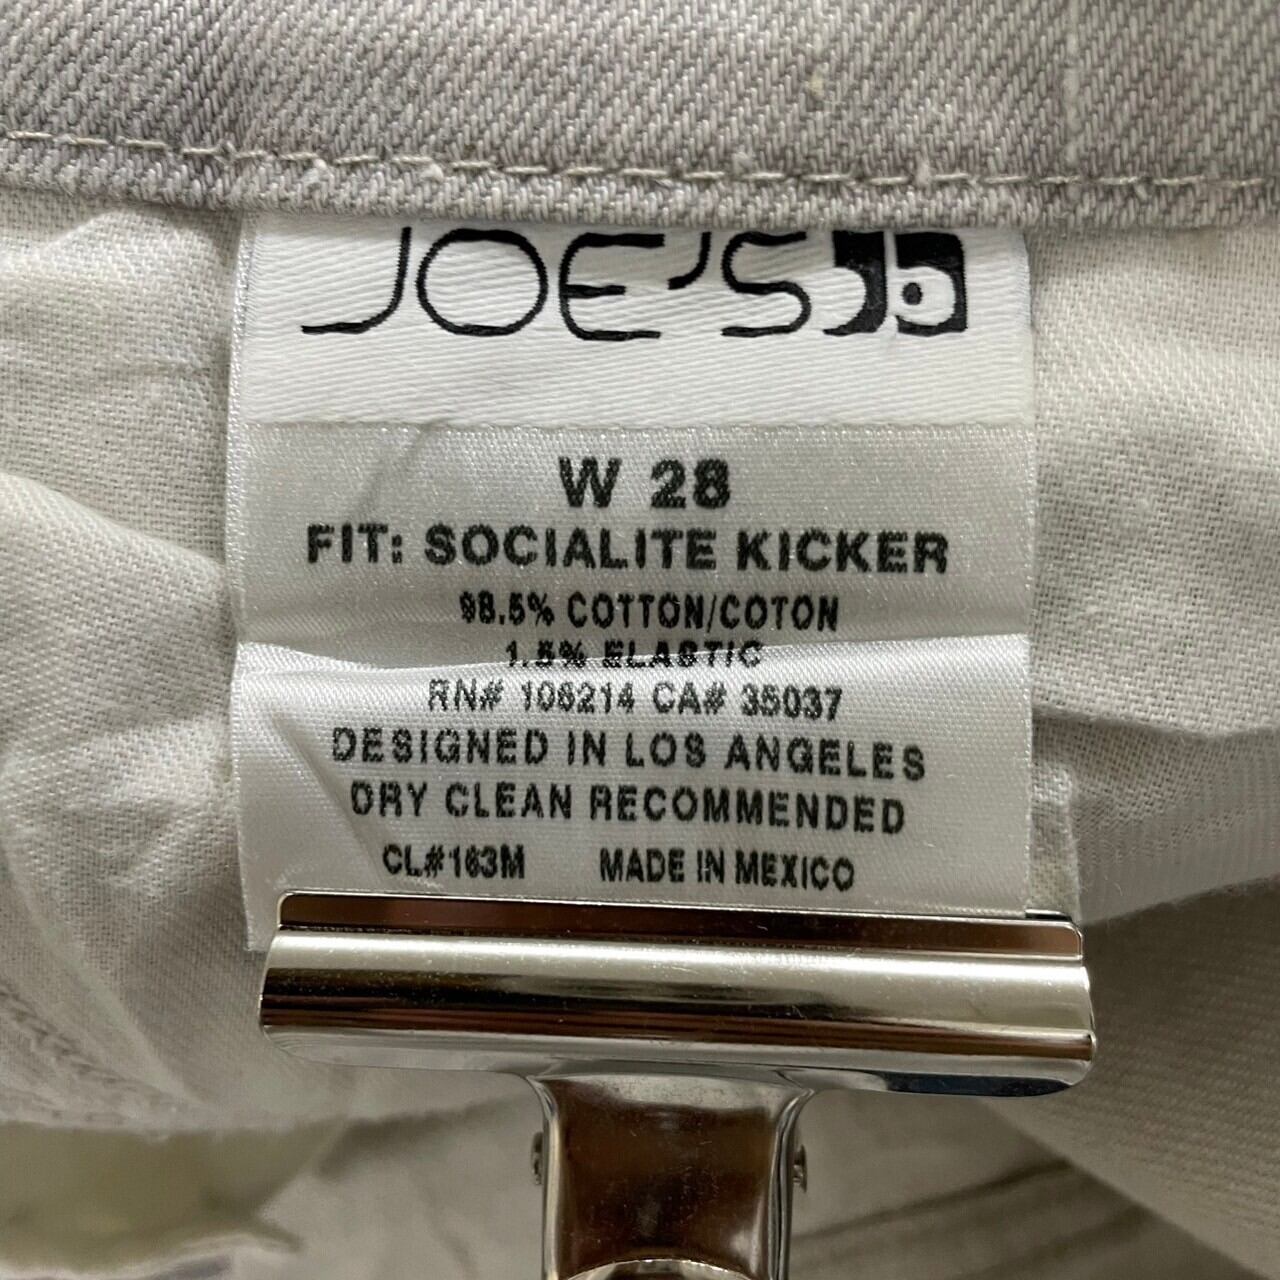 JOE'S
W 28
FIT: SOCIALITE KICKER
98.5% COTTON/COTON
1.5% ELASTIC
RN# 106214 CA# 35037
DESIGNED IN LOS ANGELES
DRY CLEAN RECOMMENDED
CL#163M MADE IN MEXICO